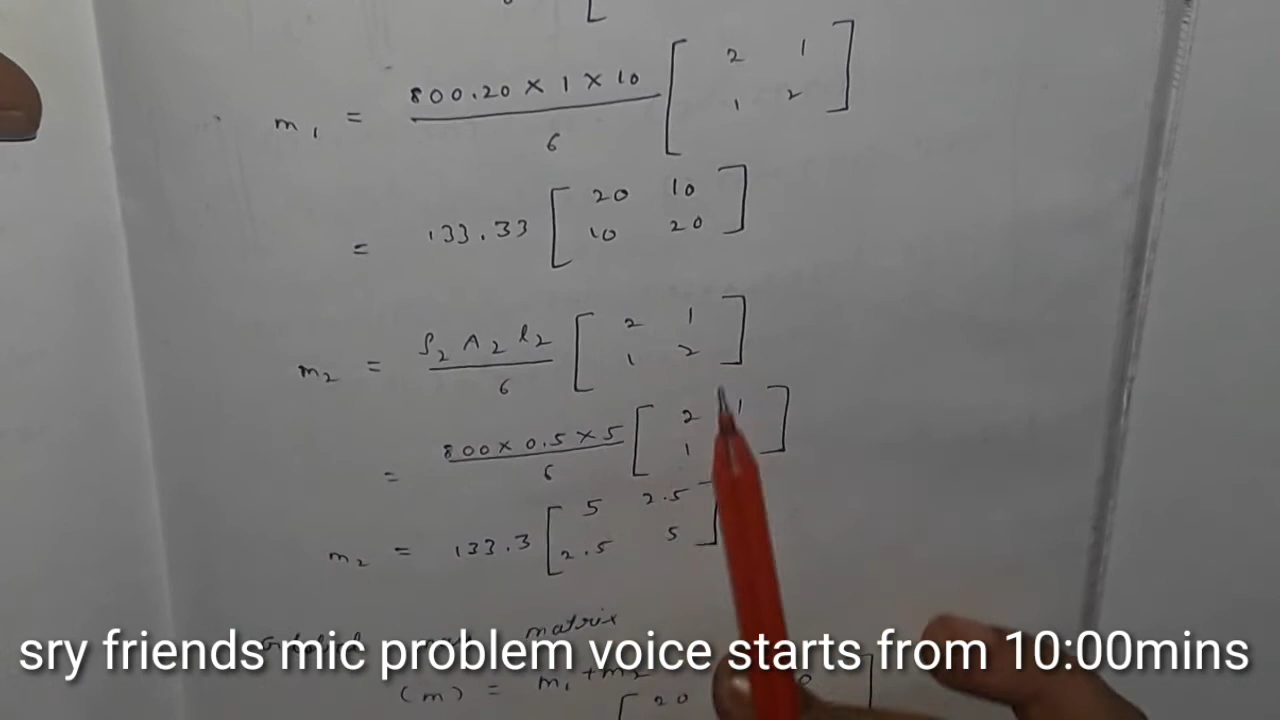 m1 = 800.20 × 1 × 10 / 6 [ 2 1
1 2 ]
= 133.33 [ 20 10
10 20 ]
m2 = ρ2 A2 l2 / 6 [ 2 1
1 2 ]
= 800 × 0.5 × 5 / 6 [ 2 1
1 ]
m2 = 133.3 [ 5 2.5
2.5 5 ]
matrix
sry friends mic problem voice starts from 10:00mins
(m) = m1 + m2
[ 20